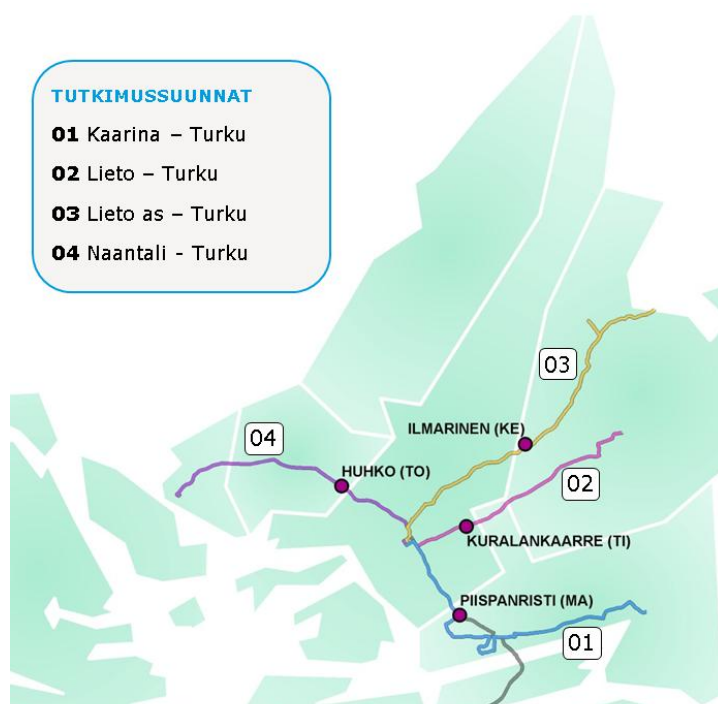 TUTKIMUSSUUNNAT
01 Kaarina – Turku
02 Lieto – Turku
03 Lieto as – Turku
04 Naantali - Turku
03
ILMARINEN (KE)
04
HUHKO (TO)
02
KURALANKAARRE (TI)
PIISPANRISTI (MA)
01